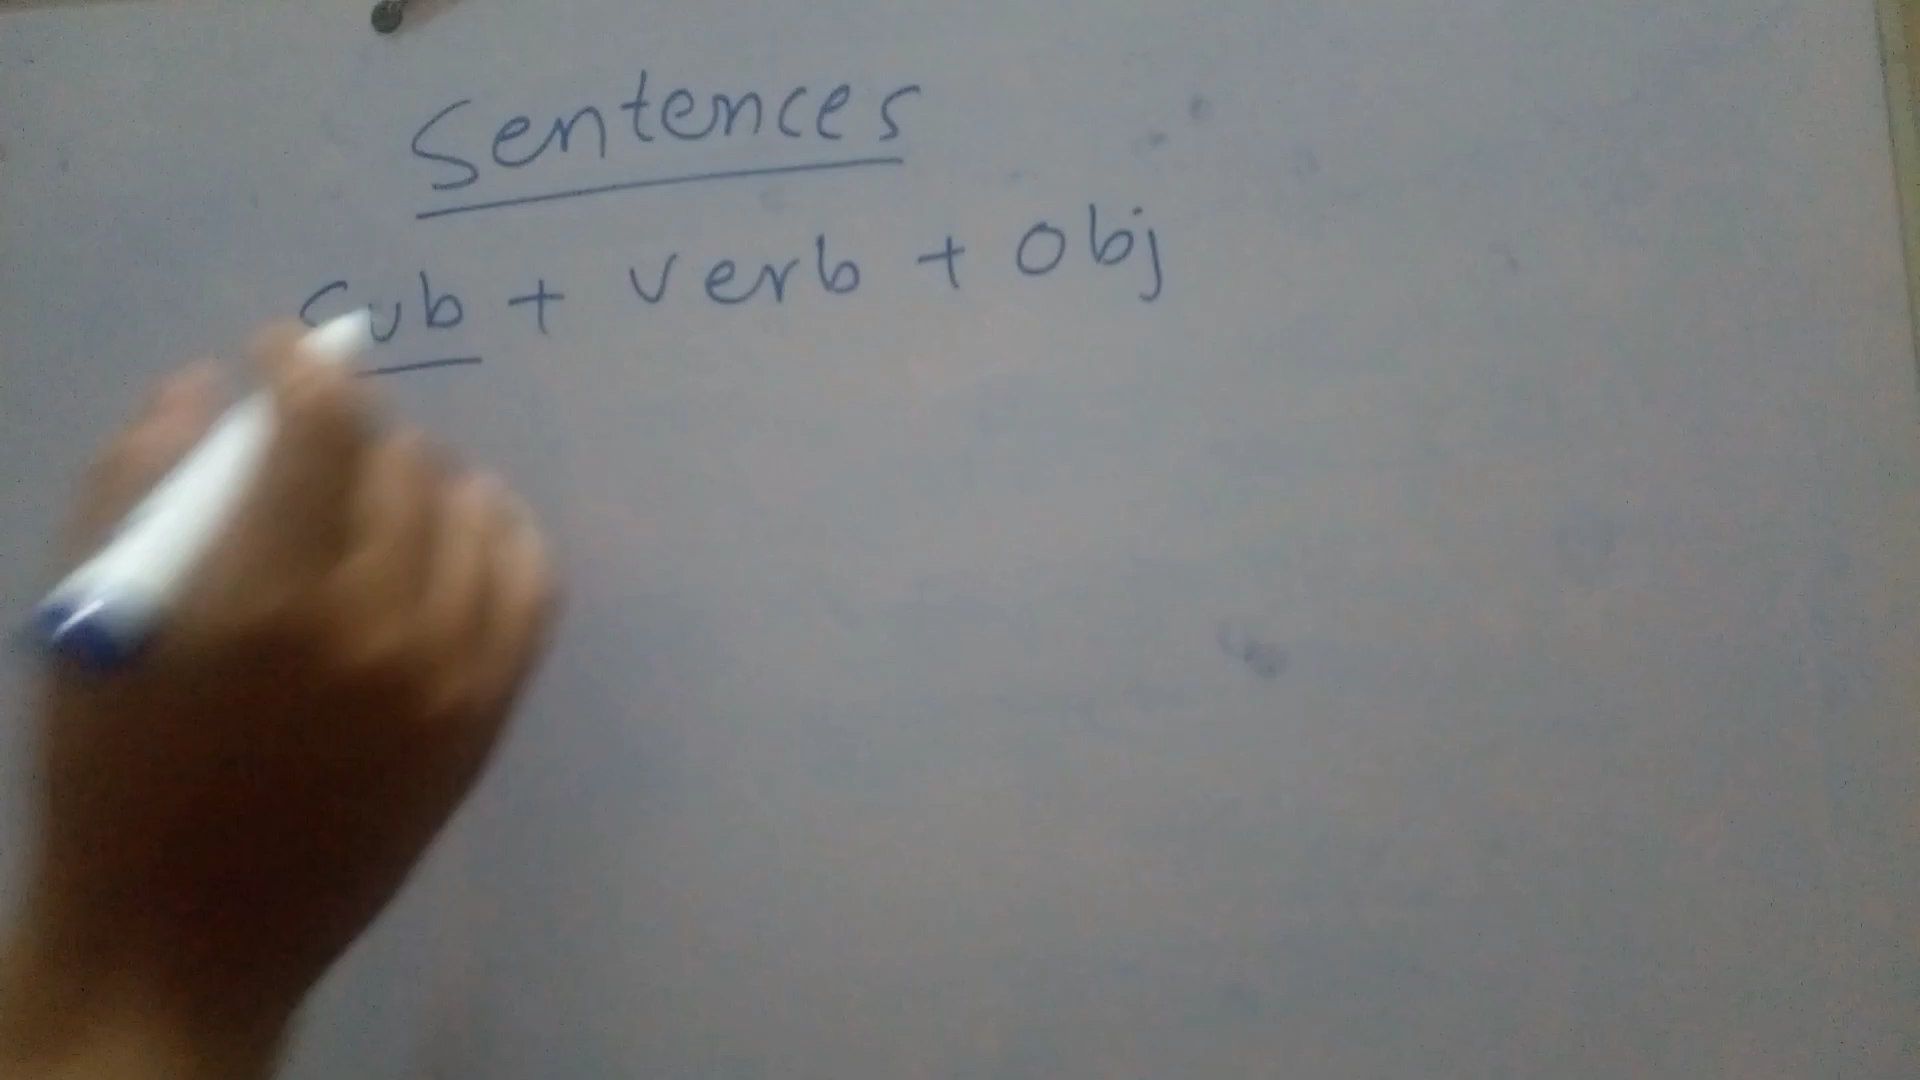 Sentences
Sub + verb + Obj